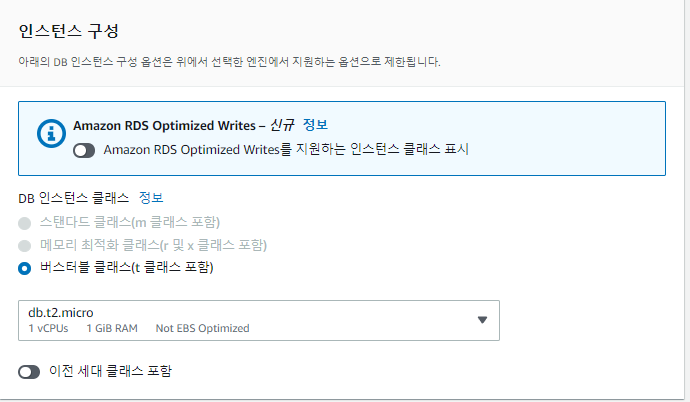 인스턴스 구성
아래의 DB 인스턴스 구성 옵션은 위에서 선택한 엔진에서 지원하는 옵션으로 제한됩니다.
Amazon RDS Optimized Writes – 신규 정보
Amazon RDS Optimized Writes를 지원하는 인스턴스 클래스 표시
DB 인스턴스 클래스 정보
스탠다드 클래스(m 클래스 포함)
메모리 최적화 클래스(r 및 x 클래스 포함)
버스터블 클래스(t 클래스 포함)
db.t2.micro
1 vCPUs 1 GiB RAM Not EBS Optimized
이전 세대 클래스 포함